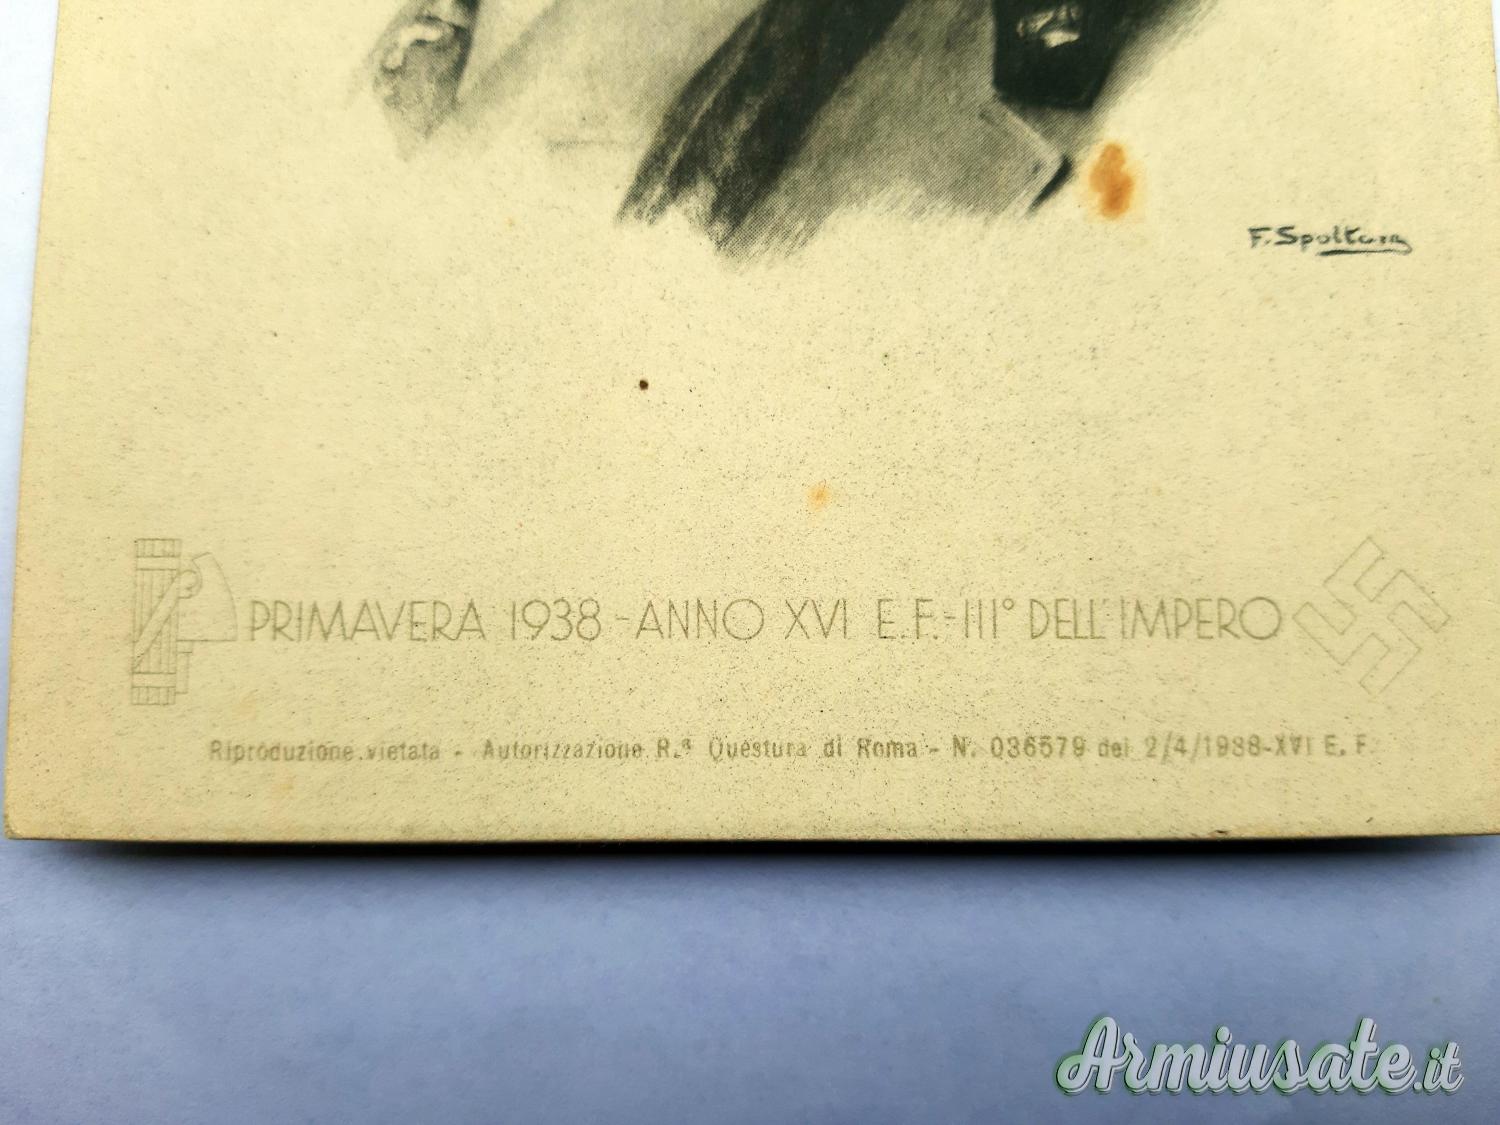 F. Spoltore
PRIMAVERA 1938 - ANNO XVI E.F. - III° DELL'IMPERO
Riproduzione vietata - Autorizzazione R.ª Questura di Roma - N. 036579 del 2/4/1938-XVI E. F.
Armiusate.it